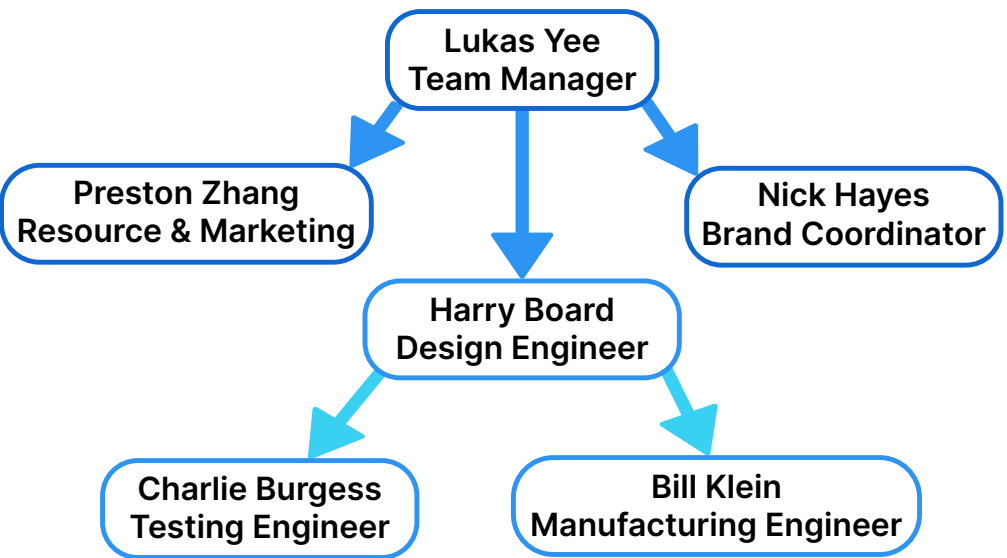 Lukas Yee
Team Manager
Preston Zhang
Resource & Marketing
Nick Hayes
Brand Coordinator
Harry Board
Design Engineer
Charlie Burgess
Testing Engineer
Bill Klein
Manufacturing Engineer